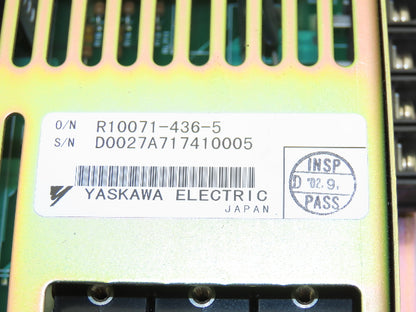 O/N R10071-436-5
S/N D0027A717410005
YASKAWA ELECTRIC
JAPAN
INSP
D '02.9.
PASS